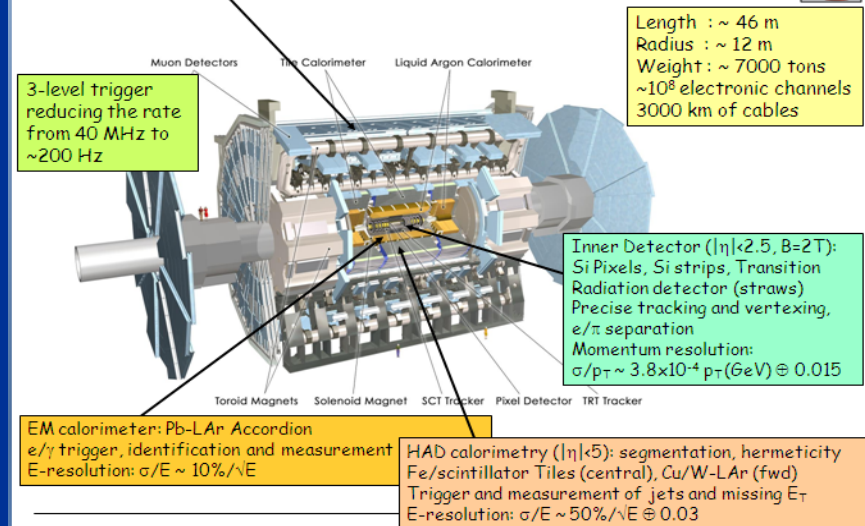 Length : ~ 46 m
Radius : ~ 12 m
Weight : ~ 7000 tons
~10⁸ electronic channels
3000 km of cables
Muon Detectors
Tile Calorimeter
Liquid Argon Calorimeter
3-level trigger
reducing the rate
from 40 MHz to
~200 Hz
Inner Detector (|η|<2.5, B=2T):
Si Pixels, Si strips, Transition
Radiation detector (straws)
Precise tracking and vertexing,
e/π separation
Momentum resolution:
σ/p_T ~ 3.8x10⁻⁴ p_T (GeV) ⊕ 0.015
Toroid Magnets
Solenoid Magnet
SCT Tracker
Pixel Detector
TRT Tracker
EM calorimeter: Pb-LAr Accordion
e/γ trigger, identification and measurement
E-resolution: σ/E ~ 10%/√E
HAD calorimetry (|η|<5): segmentation, hermeticity
Fe/scintillator Tiles (central), Cu/W-LAr (fwd)
Trigger and measurement of jets and missing E_T
E-resolution: σ/E ~ 50%/√E ⊕ 0.03